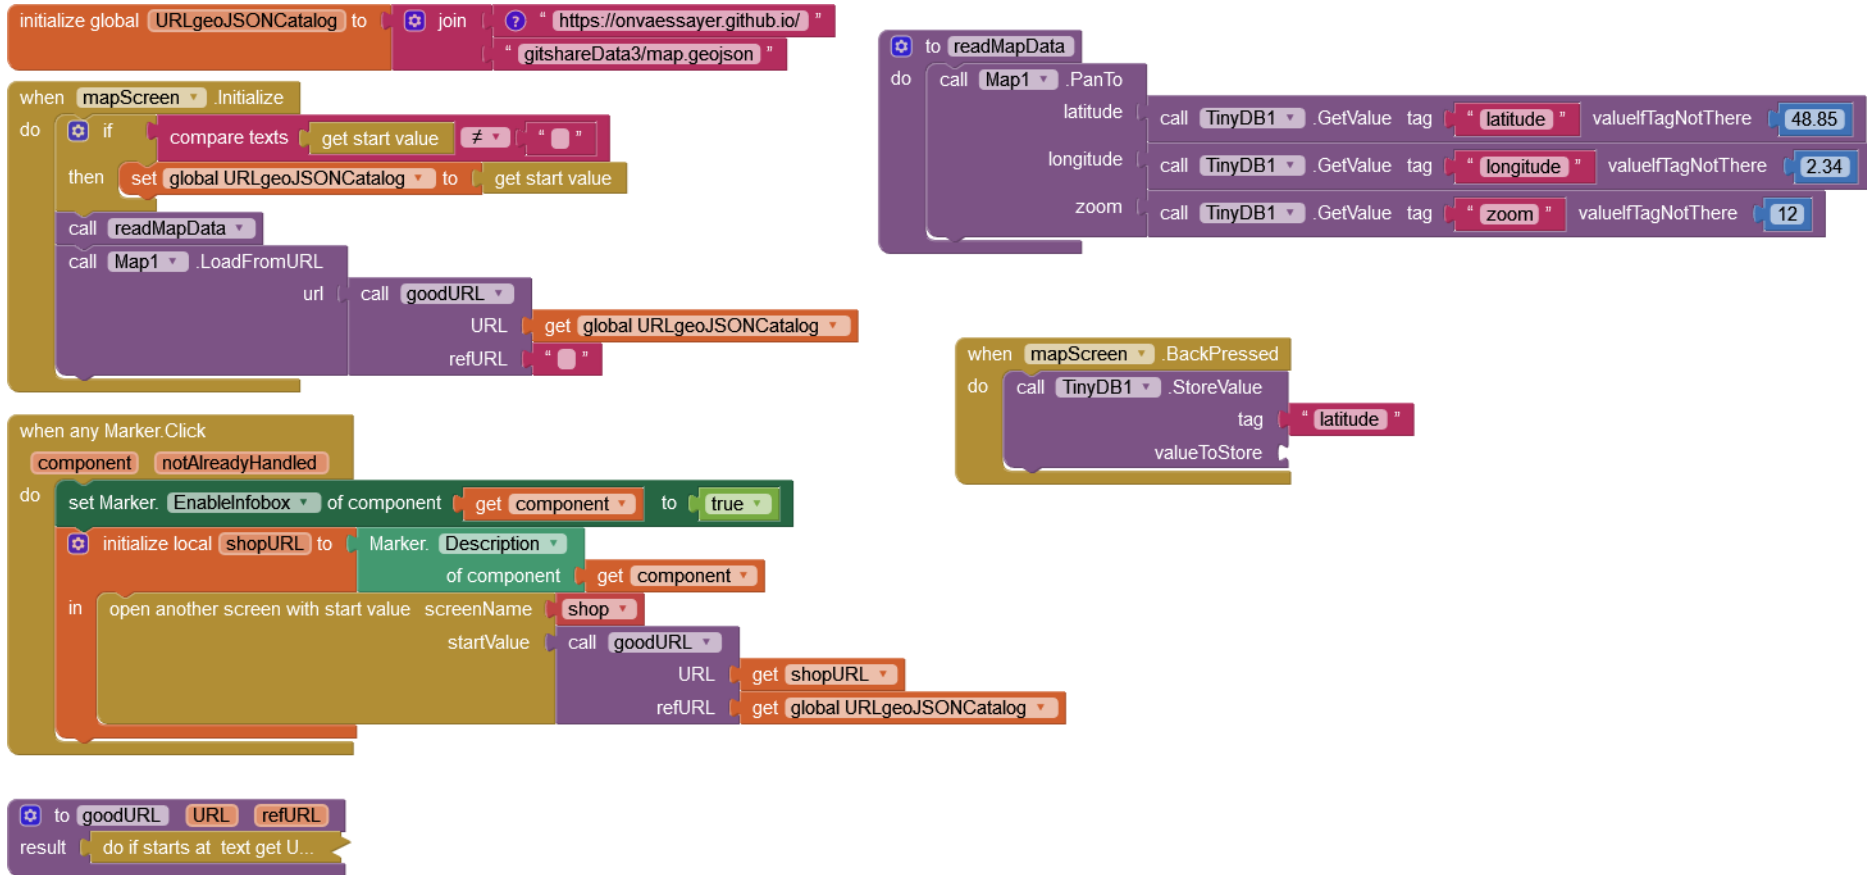 initialize global URLgeoJSONCatalog to join " https://onvaessayer.github.io/ "
" gitshareData3/map.geojson "
when mapScreen .Initialize
do if compare texts get start value ≠ " "
then set global URLgeoJSONCatalog to get start value
call readMapData
call Map1 .LoadFromURL
url call goodURL
URL get global URLgeoJSONCatalog
refURL " "
when any Marker.Click
component notAlreadyHandled
do set Marker. EnableInfobox of component get component to true
initialize local shopURL to Marker. Description
of component get component
in open another screen with start value screenName shop
startValue call goodURL
URL get shopURL
refURL get global URLgeoJSONCatalog
to goodURL URL refURL
result do if starts at text get U...
to readMapData
do call Map1 .PanTo
latitude call TinyDB1 .GetValue tag " latitude " valueIfTagNotThere 48.85
longitude call TinyDB1 .GetValue tag " longitude " valueIfTagNotThere 2.34
zoom call TinyDB1 .GetValue tag " zoom " valueIfTagNotThere 12
when mapScreen .BackPressed
do call TinyDB1 .StoreValue
tag " latitude "
valueToStore